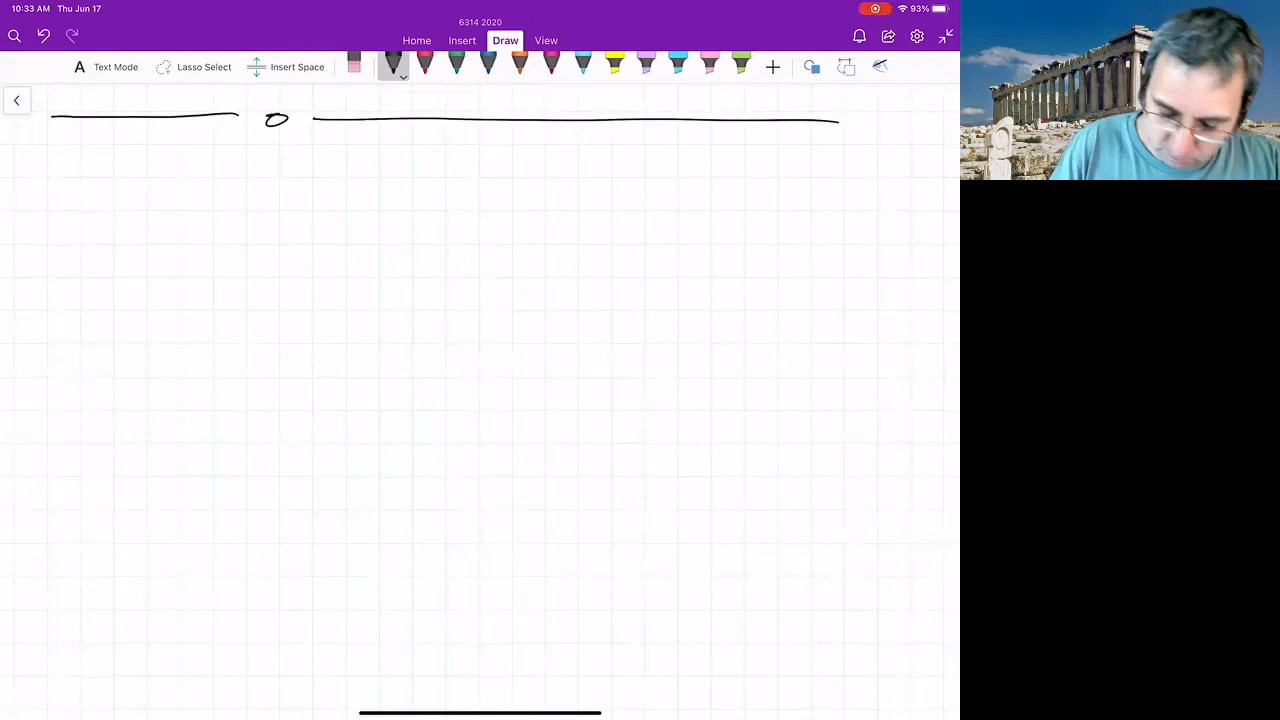 10:33 AM Thu Jun 17
93%
6314 2020
Home Insert Draw View
A Text Mode Lasso Select Insert Space
0